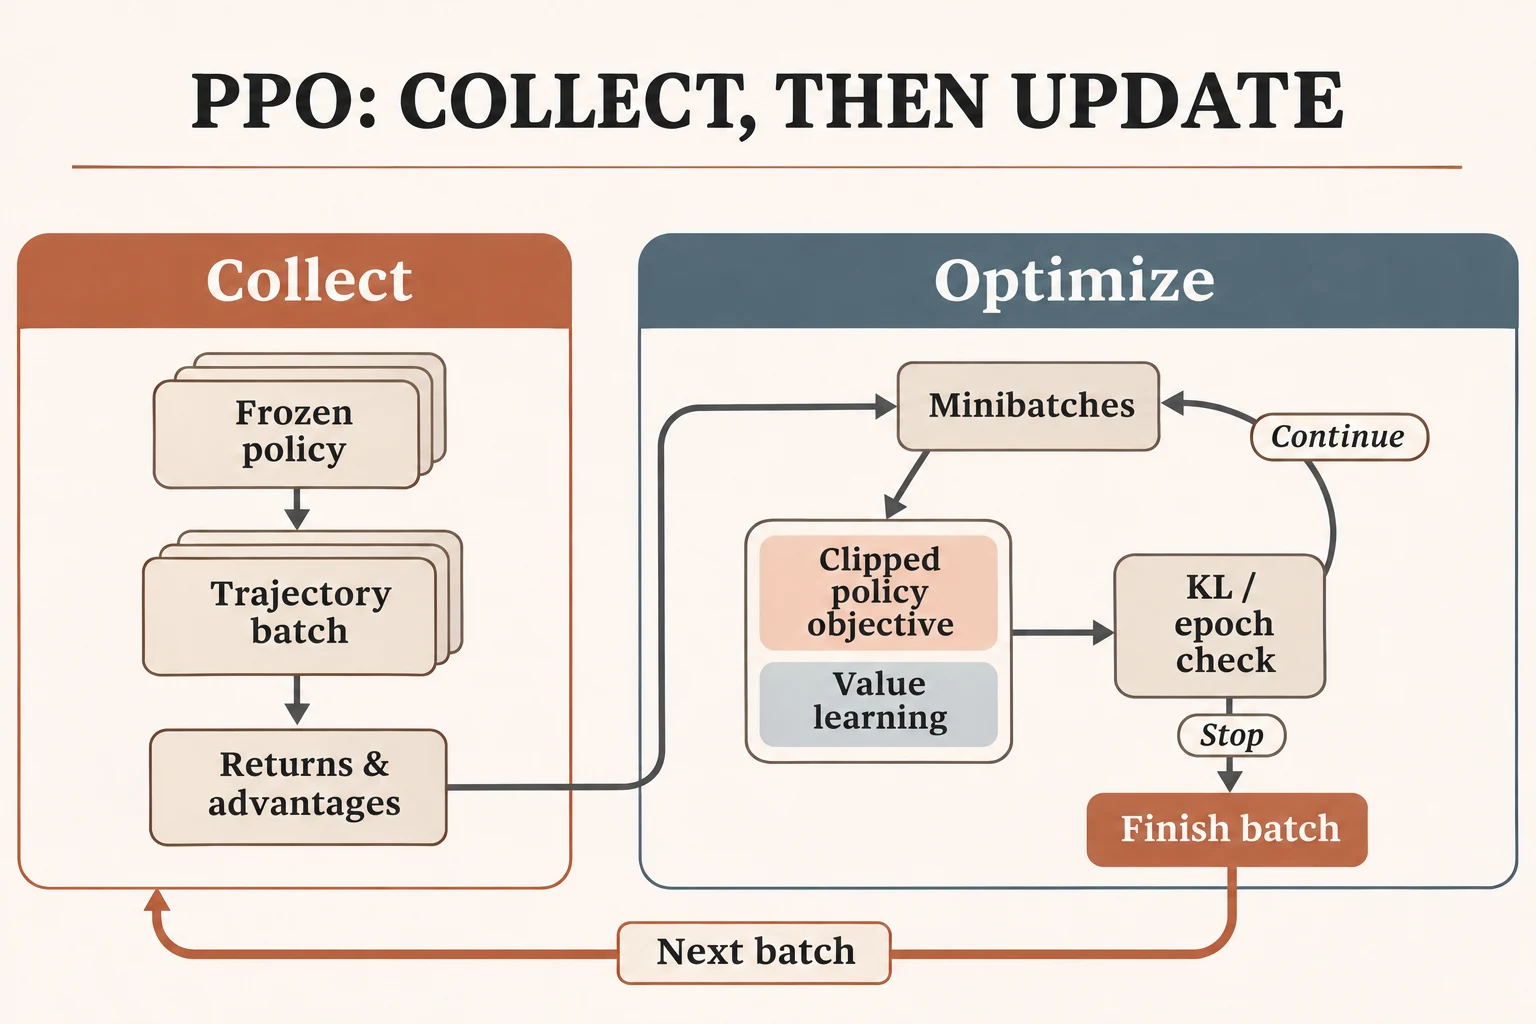 PPO: COLLECT, THEN UPDATE
Collect
Frozen
policy
Trajectory
batch
Returns &
advantages
Optimize
Minibatches
Continue
Clipped
policy
objective
Value
learning
KL /
epoch
check
Stop
Finish batch
Next batch